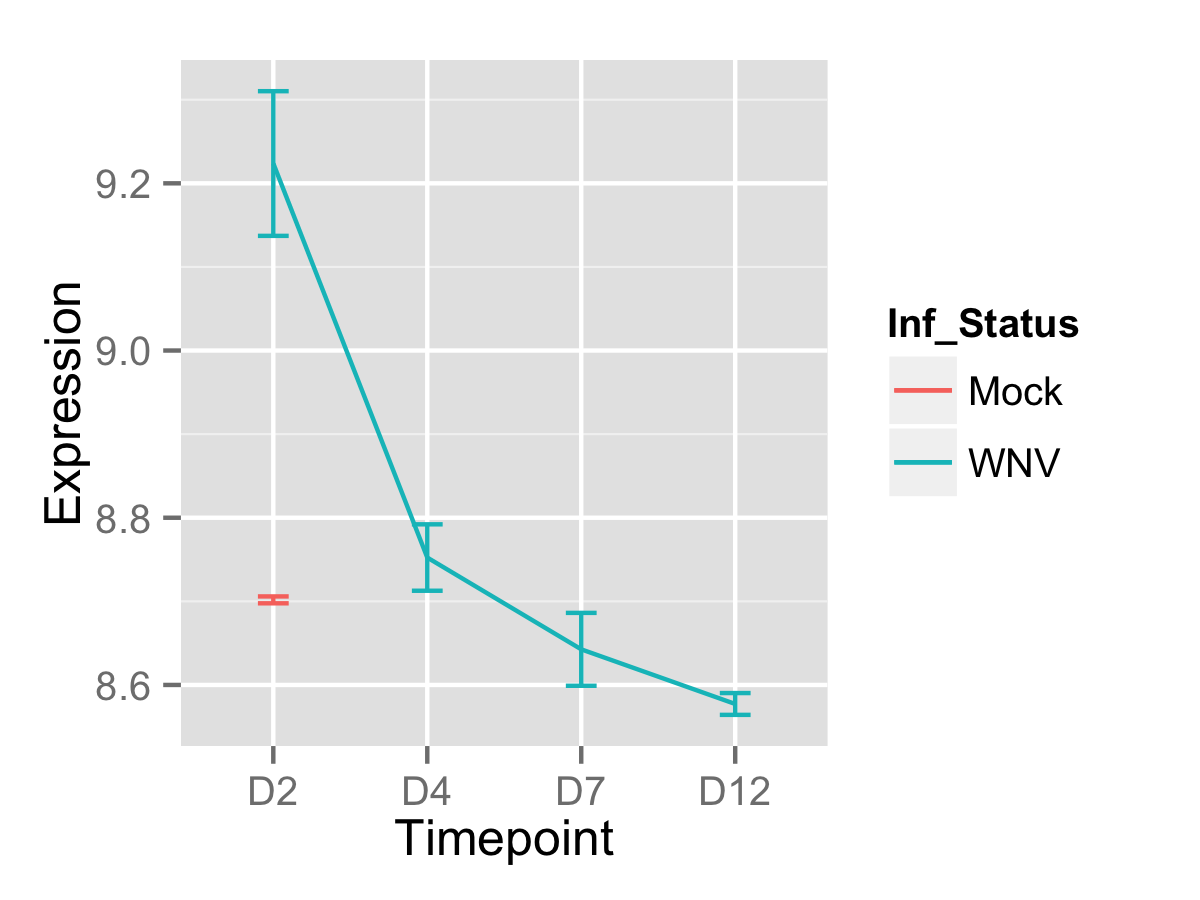 Expression
9.2
9.0
8.8
8.6
D2 D4 D7 D12
Timepoint
Inf_Status
Mock
WNV